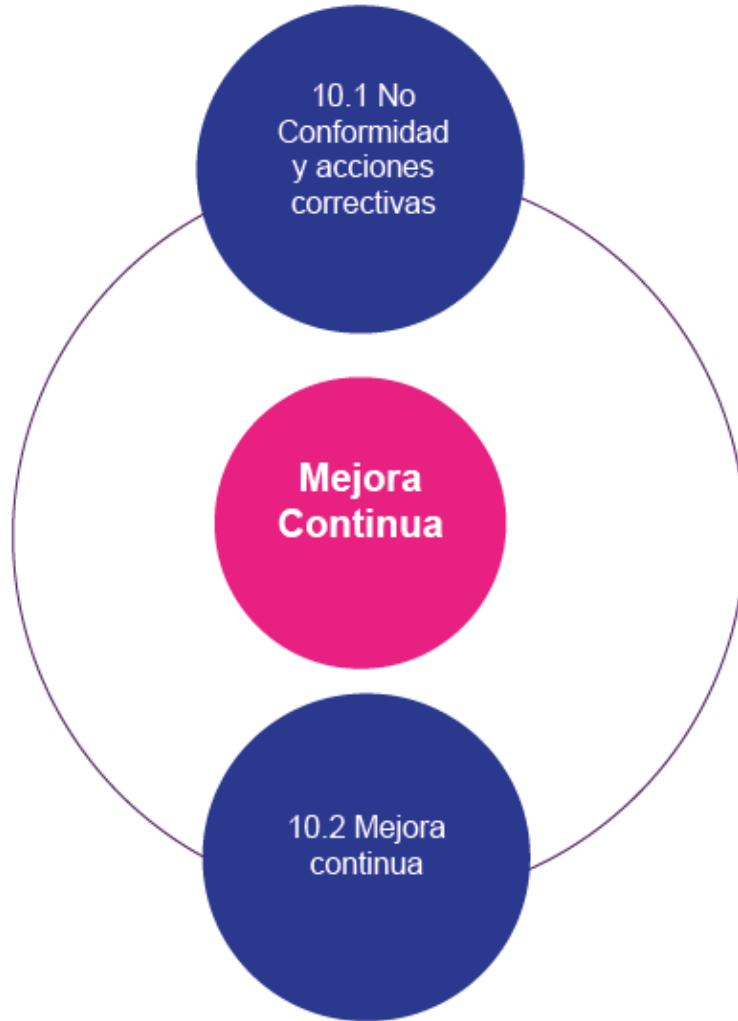 10.1 No
Conformidad
y acciones
correctivas
Mejora
Continua
10.2 Mejora
continua